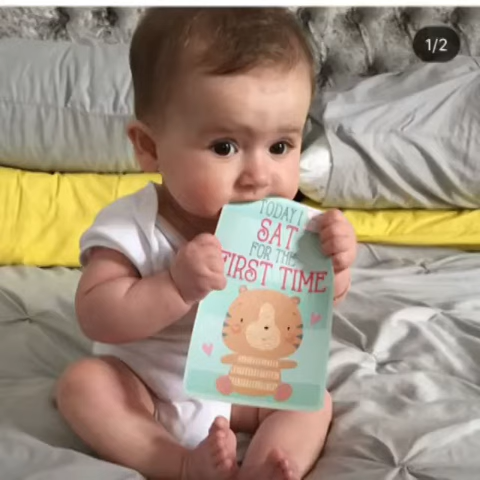 1/2
TODAY I
SAT
FOR THE
FIRST TIME